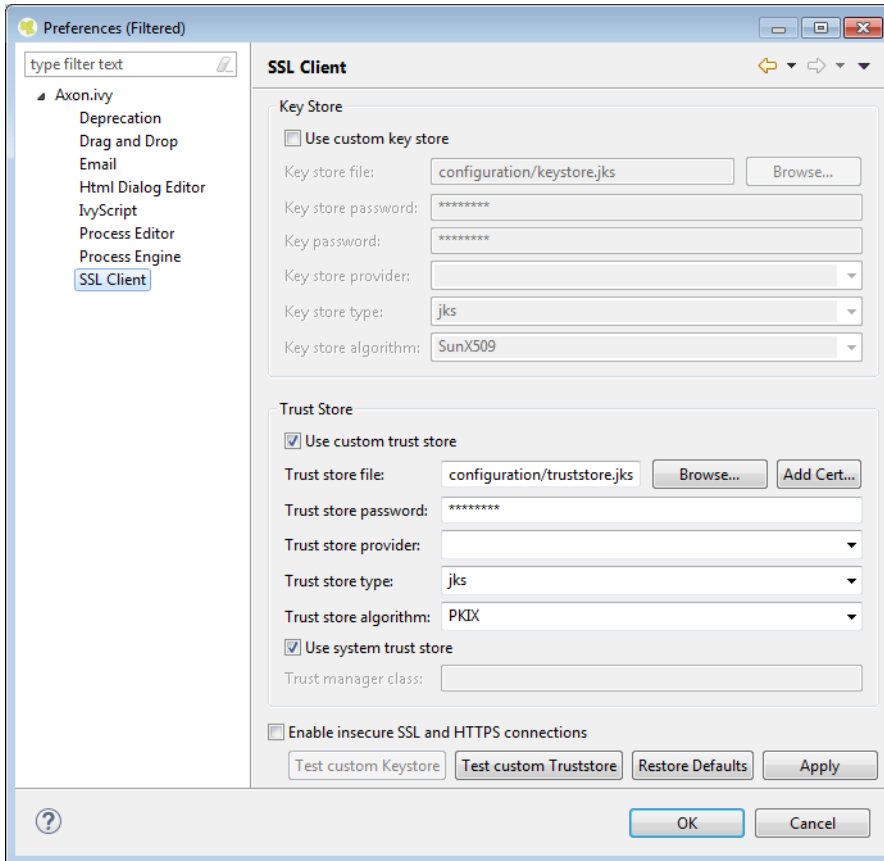 Preferences (Filtered)
type filter text
Axon.ivy
Deprecation
Drag and Drop
Email
Html Dialog Editor
IvyScript
Process Editor
Process Engine
SSL Client
SSL Client
Key Store
Use custom key store
Key store file: configuration/keystore.jks Browse...
Key store password: ********
Key password: ********
Key store provider:
Key store type: jks
Key store algorithm: SunX509
Trust Store
Use custom trust store
Trust store file: configuration/truststore.jks Browse... Add Cert...
Trust store password: ********
Trust store provider:
Trust store type: jks
Trust store algorithm: PKIX
Use system trust store
Trust manager class:
Enable insecure SSL and HTTPS connections
Test custom Keystore Test custom Truststore Restore Defaults Apply
? OK Cancel